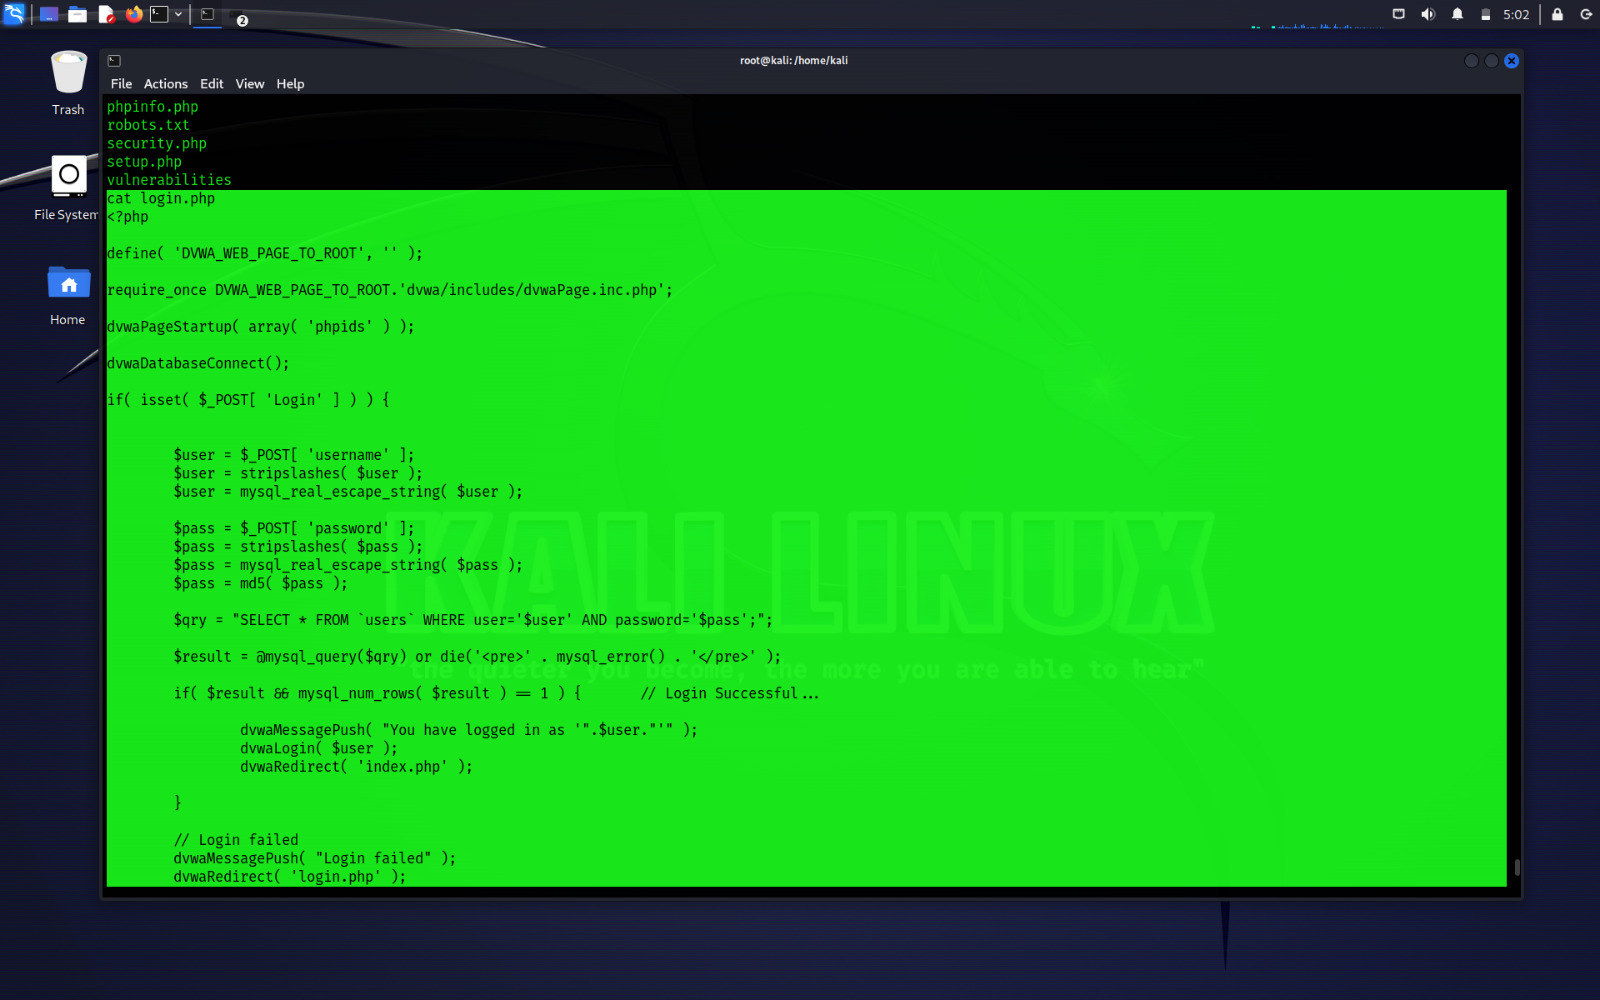 2
5:02
root@kali: /home/kali
File Actions Edit View Help
Trash
File System
Home
phpinfo.php
robots.txt
security.php
setup.php
vulnerabilities
cat login.php
<?php
define( 'DVWA_WEB_PAGE_TO_ROOT', '' );
require_once DVWA_WEB_PAGE_TO_ROOT.'dvwa/includes/dvwaPage.inc.php';
dvwaPageStartup( array( 'phpids' ) );
dvwaDatabaseConnect();
if( isset( $_POST[ 'Login' ] ) ) {
$user = $_POST[ 'username' ];
$user = stripslashes( $user );
$user = mysql_real_escape_string( $user );
$pass = $_POST[ 'password' ];
$pass = stripslashes( $pass );
$pass = mysql_real_escape_string( $pass );
$pass = md5( $pass );
$qry = "SELECT * FROM `users` WHERE user='$user' AND password='$pass';";
$result = @mysql_query($qry) or die('<pre>' . mysql_error() . '</pre>' );
if( $result && mysql_num_rows( $result ) == 1 ) { // Login Successful...
dvwaMessagePush( "You have logged in as '".$user."'" );
dvwaLogin( $user );
dvwaRedirect( 'index.php' );
}
// Login failed
dvwaMessagePush( "Login failed" );
dvwaRedirect( 'login.php' );
KALI LINUX
"the quieter you become, the more you are able to hear"